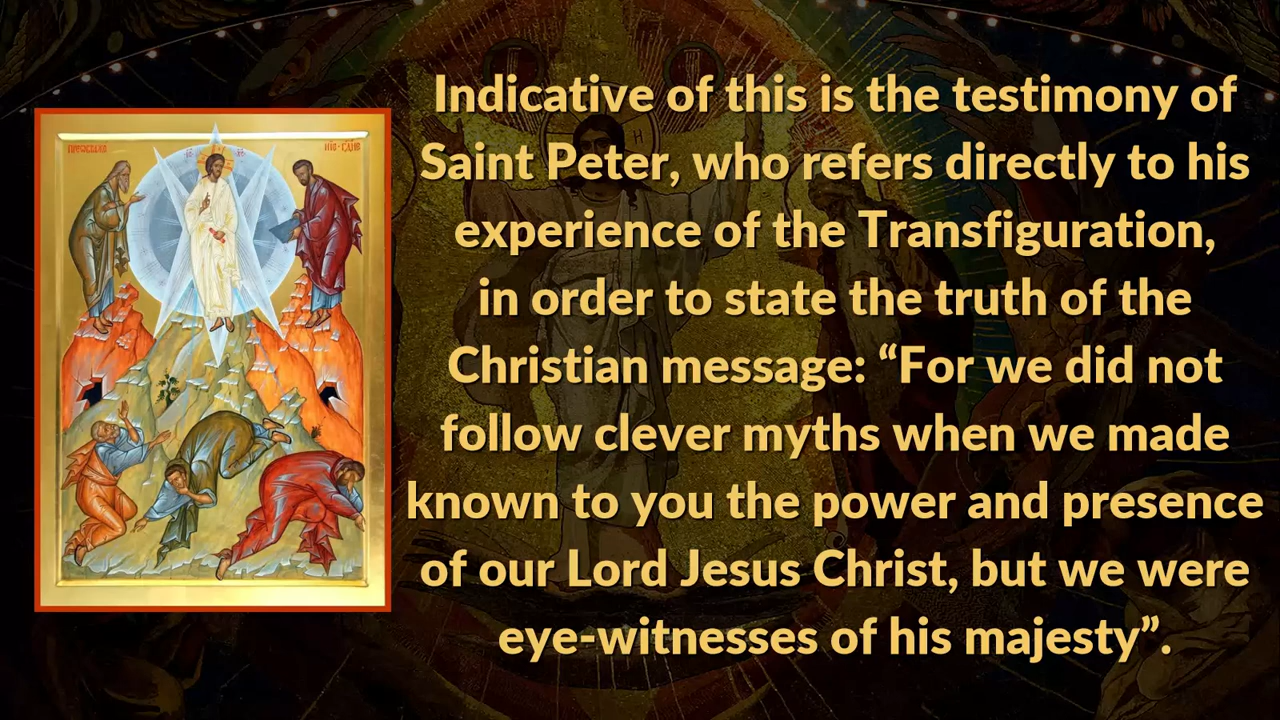 Indicative of this is the testimony of
Saint Peter, who refers directly to his
experience of the Transfiguration,
in order to state the truth of the
Christian message: “For we did not
follow clever myths when we made
known to you the power and presence
of our Lord Jesus Christ, but we were
eye-witnesses of his majesty”.